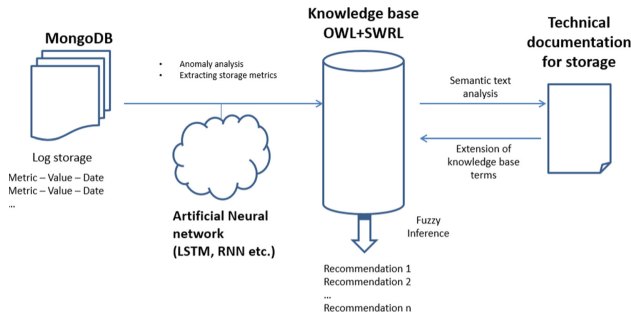 MongoDB
Log storage
Metric – Value – Date
Metric – Value – Date
...
• Anomaly analysis
• Extracting storage metrics
Artificial Neural
network
(LSTM, RNN etc.)
Knowledge base
OWL+SWRL
Fuzzy
Inference
Recommendation 1
Recommendation 2
...
Recommendation n
Semantic text
analysis
Extension of
knowledge base
terms
Technical
documentation
for storage